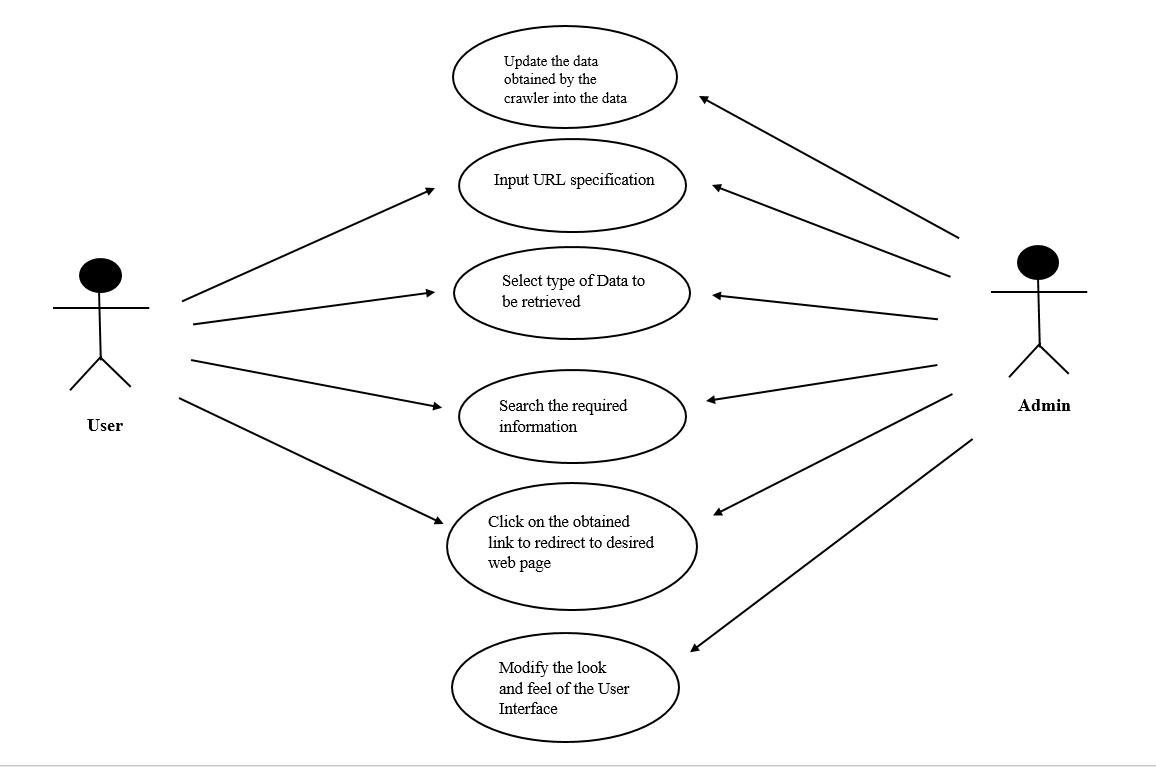 Update the data
obtained by the
crawler into the data
Input URL specification
Select type of Data to
be retrieved
Search the required
information
Click on the obtained
link to redirect to desired
web page
Modify the look
and feel of the User
Interface
User
Admin